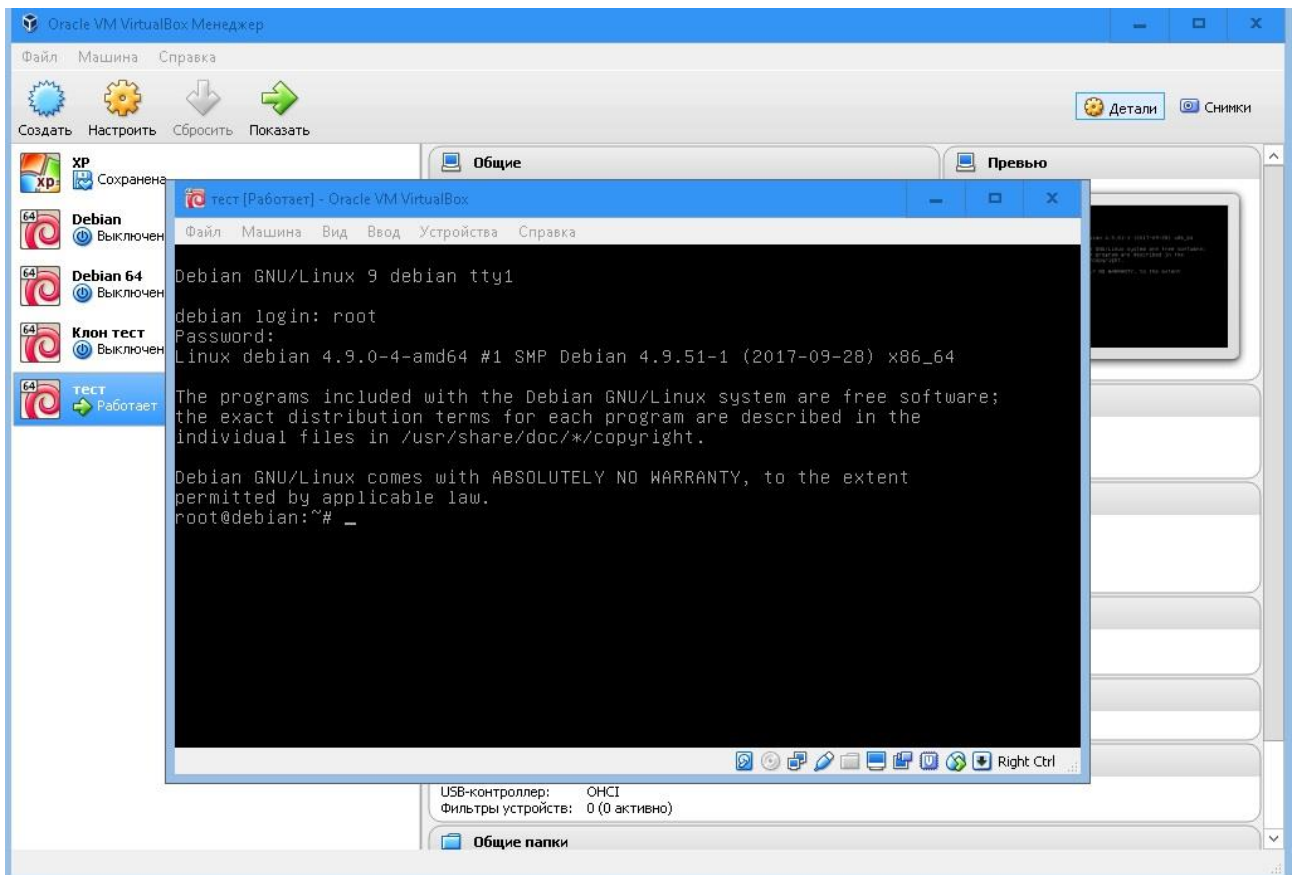 Oracle VM VirtualBox Менеджер
Файл Машина Справка
Создать Настроить Сбросить Показать
Детали Снимки
XP
Сохранена
64
Debian
Выключен
64
Debian 64
Выключен
64
Клон тест
Выключен
64
тест
Работает
Общие
Превью
тест [Работает] - Oracle VM VirtualBox
Файл Машина Вид Ввод Устройства Справка
Debian GNU/Linux 9 debian tty1
debian login: root
Password:
Linux debian 4.9.0-4-amd64 #1 SMP Debian 4.9.51-1 (2017-09-28) x86_64
The programs included with the Debian GNU/Linux system are free software;
the exact distribution terms for each program are described in the
individual files in /usr/share/doc/*/copyright.
Debian GNU/Linux comes with ABSOLUTELY NO WARRANTY, to the extent
permitted by applicable law.
root@debian:~# _
Right Ctrl
USB-контроллер: OHCI
Фильтры устройств: 0 (0 активно)
Общие папки